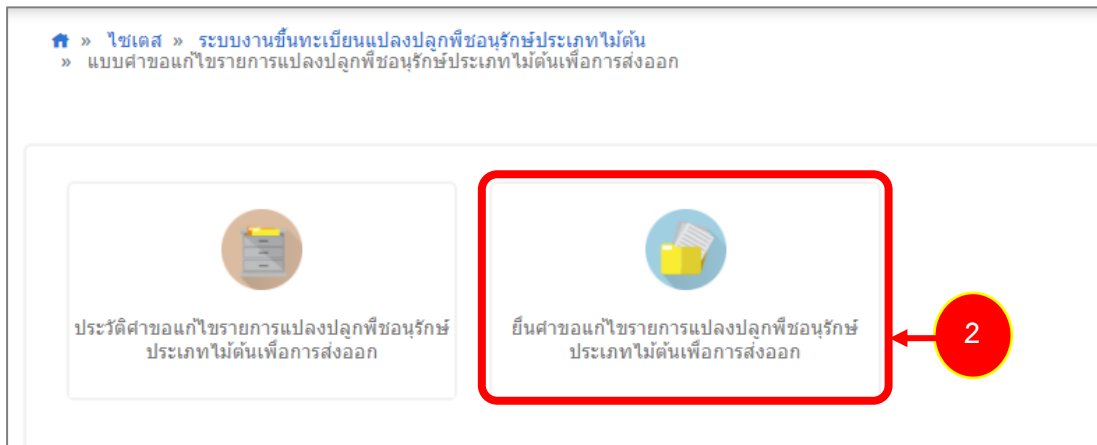 » ไซเตส » ระบบงานขึ้นทะเบียนแปลงปลูกพืชอนุรักษ์ประเภทไม้ต้น
» แบบคำขอแก้ไขรายการแปลงปลูกพืชอนุรักษ์ประเภทไม้ต้นเพื่อการส่งออก
ประวัติคำขอแก้ไขรายการแปลงปลูกพืชอนุรักษ์
ประเภทไม้ต้นเพื่อการส่งออก
ยื่นคำขอแก้ไขรายการแปลงปลูกพืชอนุรักษ์
ประเภทไม้ต้นเพื่อการส่งออก
2